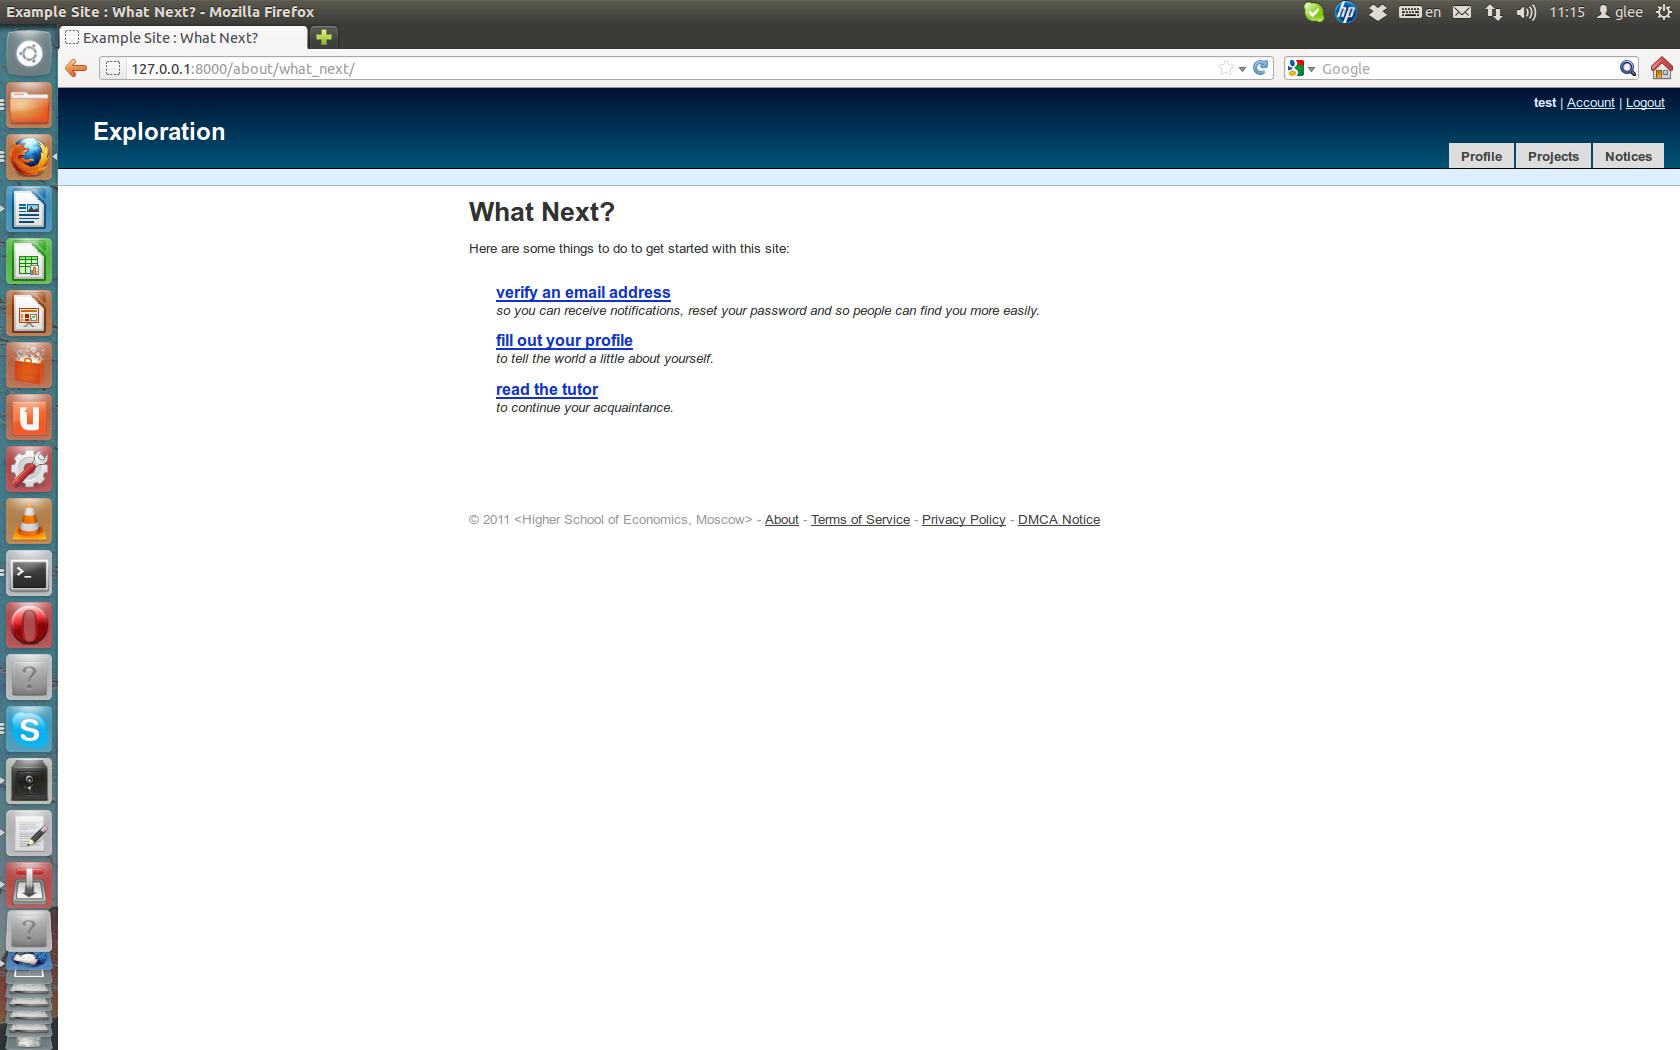 Example Site : What Next? - Mozilla Firefox
en
11:15
glee
Example Site : What Next?
127.0.0.1:8000/about/what_next/
Google
test | Account | Logout
Exploration
Profile
Projects
Notices
What Next?
Here are some things to do to get started with this site:
verify an email address
so you can receive notifications, reset your password and so people can find you more easily.
fill out your profile
to tell the world a little about yourself.
read the tutor
to continue your acquaintance.
© 2011 <Higher School of Economics, Moscow> - About - Terms of Service - Privacy Policy - DMCA Notice